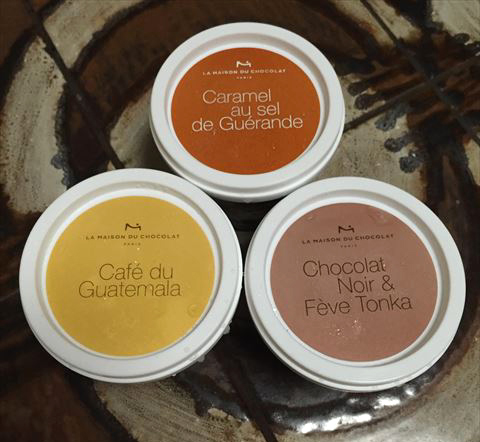 LA MAISON DU CHOCOLAT
PARIS
Caramel
au sel
de Guérande
LA MAISON DU CHOCOLAT
PARIS
Café du
Guatemala
LA MAISON DU CHOCOLAT
PARIS
Chocolat
Noir &
Fève Tonka